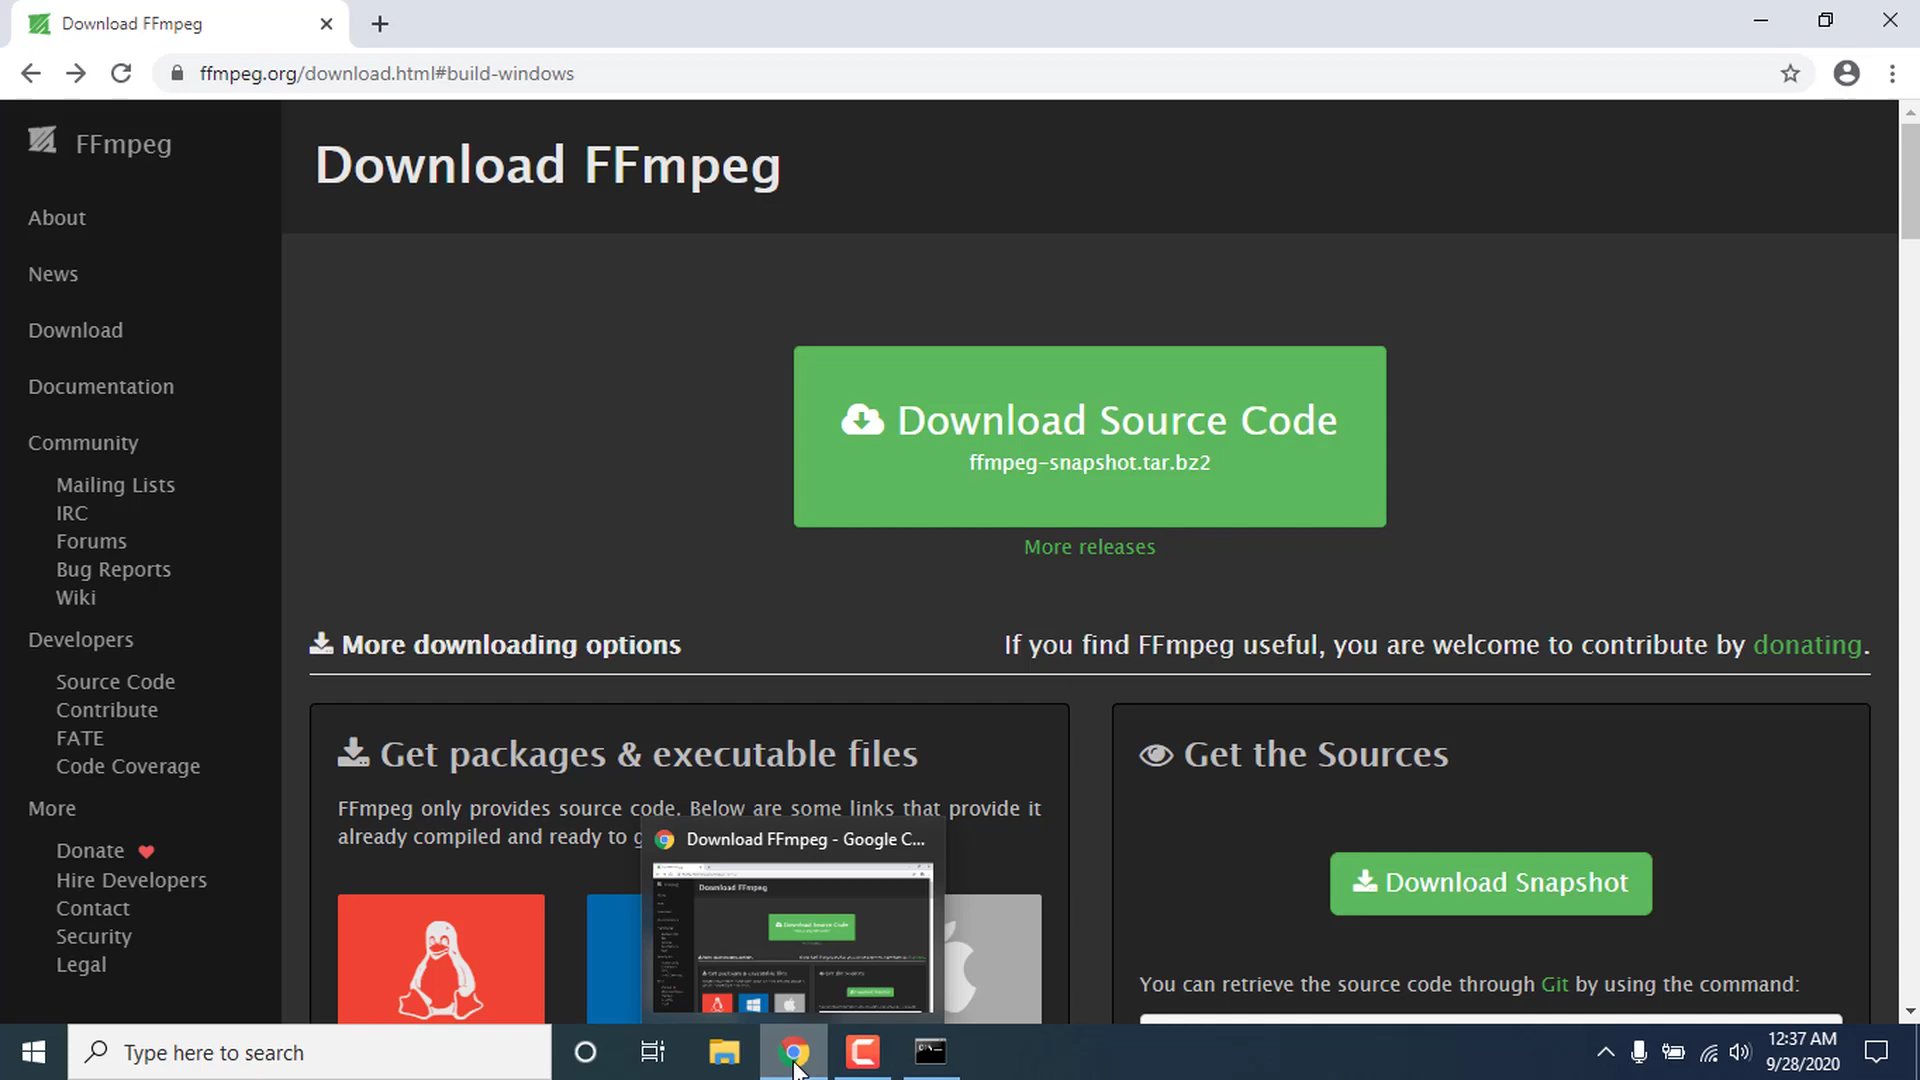 Download FFmpeg
ffmpeg.org/download.html#build-windows
FFmpeg
About
News
Download
Documentation
Community
Mailing Lists
IRC
Forums
Bug Reports
Wiki
Developers
Source Code
Contribute
FATE
Code Coverage
More
Donate
Hire Developers
Contact
Security
Legal
Download FFmpeg
Download Source Code
ffmpeg-snapshot.tar.bz2
More releases
More downloading options
If you find FFmpeg useful, you are welcome to contribute by donating.
Get packages & executable files
FFmpeg only provides source code. Below are some links that provide it
already compiled and ready to g
Get the Sources
Download Snapshot
You can retrieve the source code through Git by using the command:
Download FFmpeg - Google C...
Download FFmpeg
Download Source Code
Type here to search
12:37 AM
9/28/2020